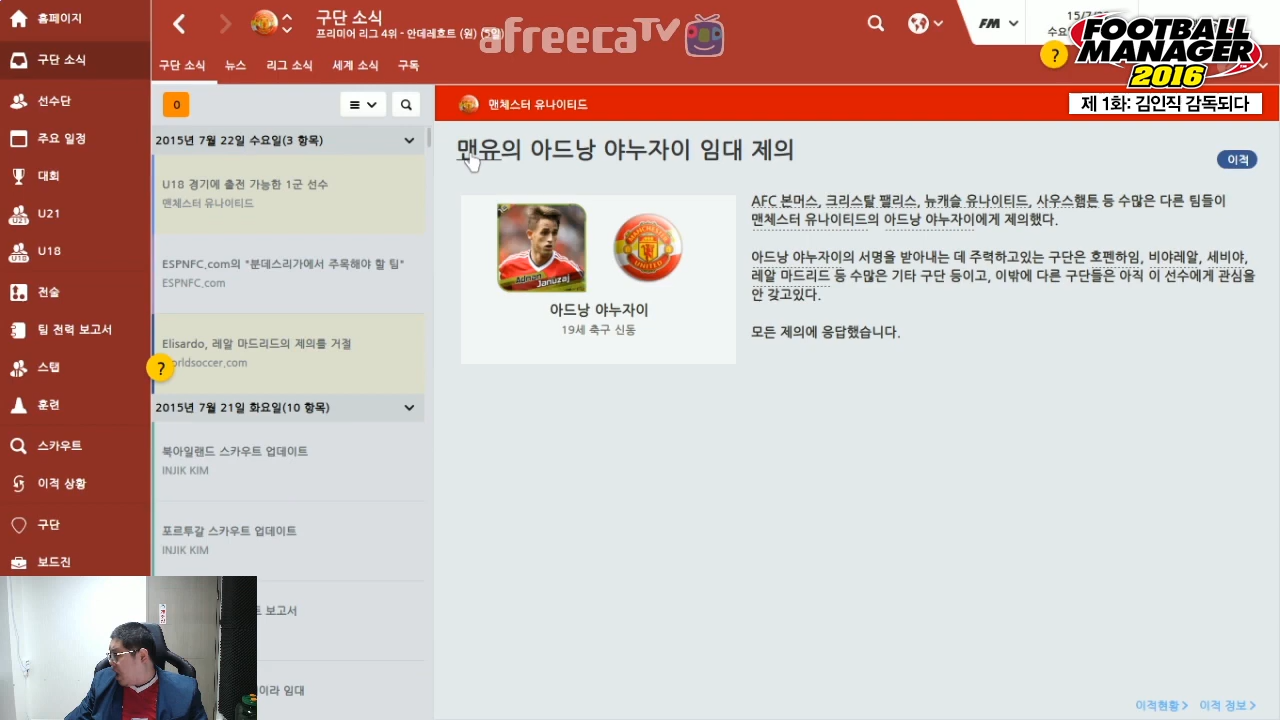 홈페이지
구단 소식
선수단
주요 일정
대회
U21
U18
전술
팀 전력 보고서
스탭
훈련
스카우트
이적 상황
구단
보드진
구단 소식
프리미어 리그 4위 - 안데레흐트 (원) (5일)
afreecaTV
FM
15/7/
수요
?
FOOTBALL
MANAGER
2016
제 1화: 김인직 감독되다
구단 소식
뉴스
리그 소식
세계 소식
구독
0
2015년 7월 22일 수요일(3 항목)
U18 경기에 출전 가능한 1군 선수
맨체스터 유나이티드
ESPNFC.com의 "분데스리가에서 주목해야 할 팀"
ESPNFC.com
Elisardo, 레알 마드리드의 제의를 거절
orldsoccer.com
?
2015년 7월 21일 화요일(10 항목)
북아일랜드 스카우트 업데이트
INJIK KIM
포르투갈 스카우트 업데이트
INJIK KIM
트 보고서
이라 임대
맨체스터 유나이티드
맨유의 아드낭 야누자이 임대 제의
이적
Adnan
Januzaj
MANCHESTER
UNITED
아드낭 야누자이
19세 축구 신동
AFC 본머스, 크리스탈 팰리스, 뉴캐슬 유나이티드, 사우스햄튼 등 수많은 다른 팀들이
맨체스터 유나이티드의 아드낭 야누자이에게 제의했다.
아드낭 야누자이의 서명을 받아내는 데 주력하고있는 구단은 호펜하임, 비야레알, 세비야,
레알 마드리드 등 수많은 기타 구단 등이고, 이밖에 다른 구단들은 아직 이 선수에게 관심을
안 갖고있다.
모든 제의에 응답했습니다.
이적현황 >
이적 정보 >